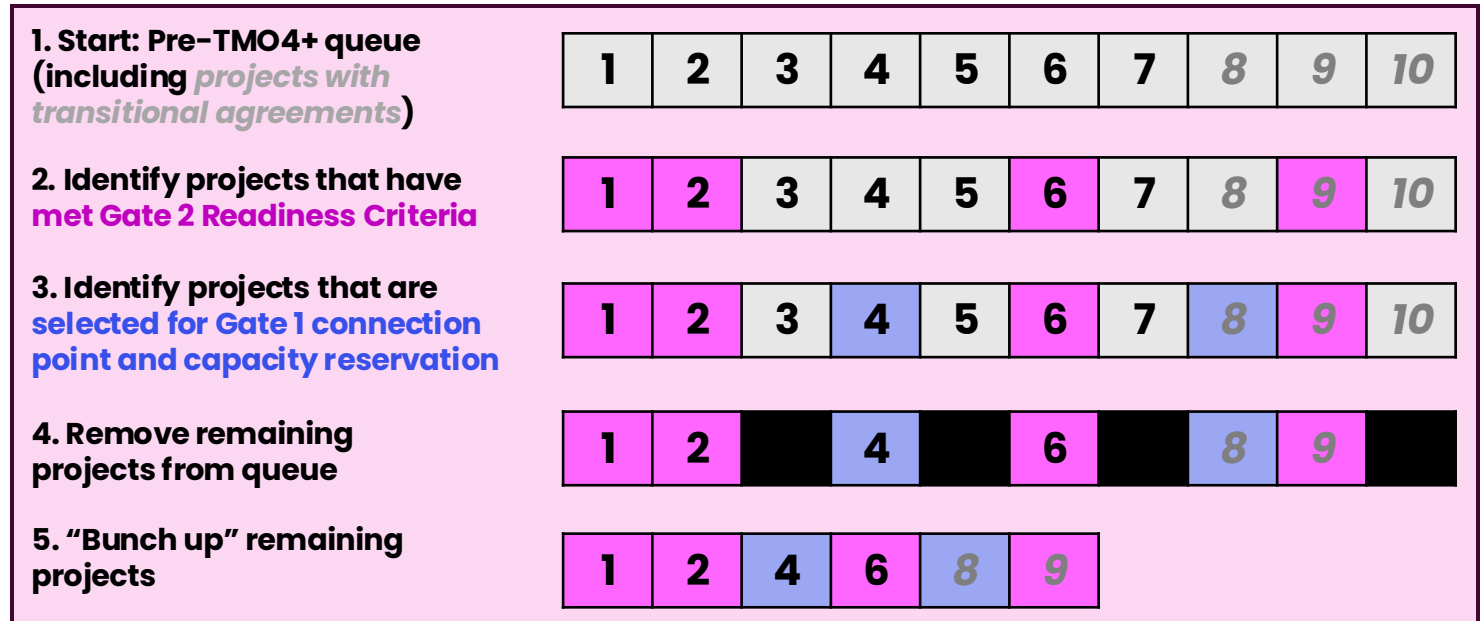 1. Start: Pre-TMO4+ queue
(including projects with
transitional agreements)
1 2 3 4 5 6 7 8 9 10
2. Identify projects that have
met Gate 2 Readiness Criteria
1 2 3 4 5 6 7 8 9 10
3. Identify projects that are
selected for Gate 1 connection
point and capacity reservation
1 2 3 4 5 6 7 8 9 10
4. Remove remaining
projects from queue
1 2 4 6 8 9
5. “Bunch up” remaining
projects
1 2 4 6 8 9